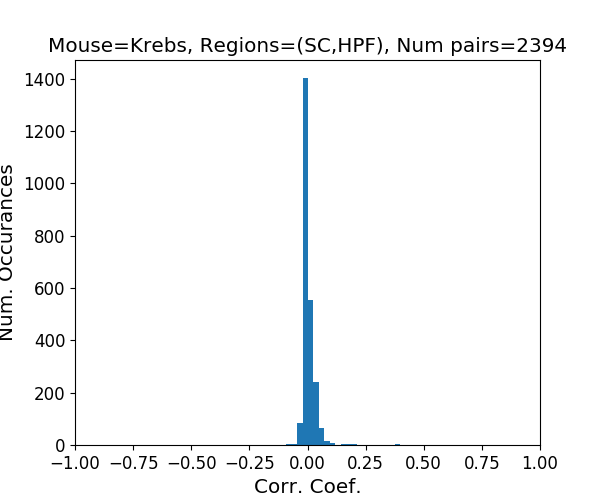 Mouse=Krebs, Regions=(SC,HPF), Num pairs=2394
Num. Occurances
1400
1200
1000
800
600
400
200
0
−1.00 −0.75 −0.50 −0.25 0.00 0.25 0.50 0.75 1.00
Corr. Coef.